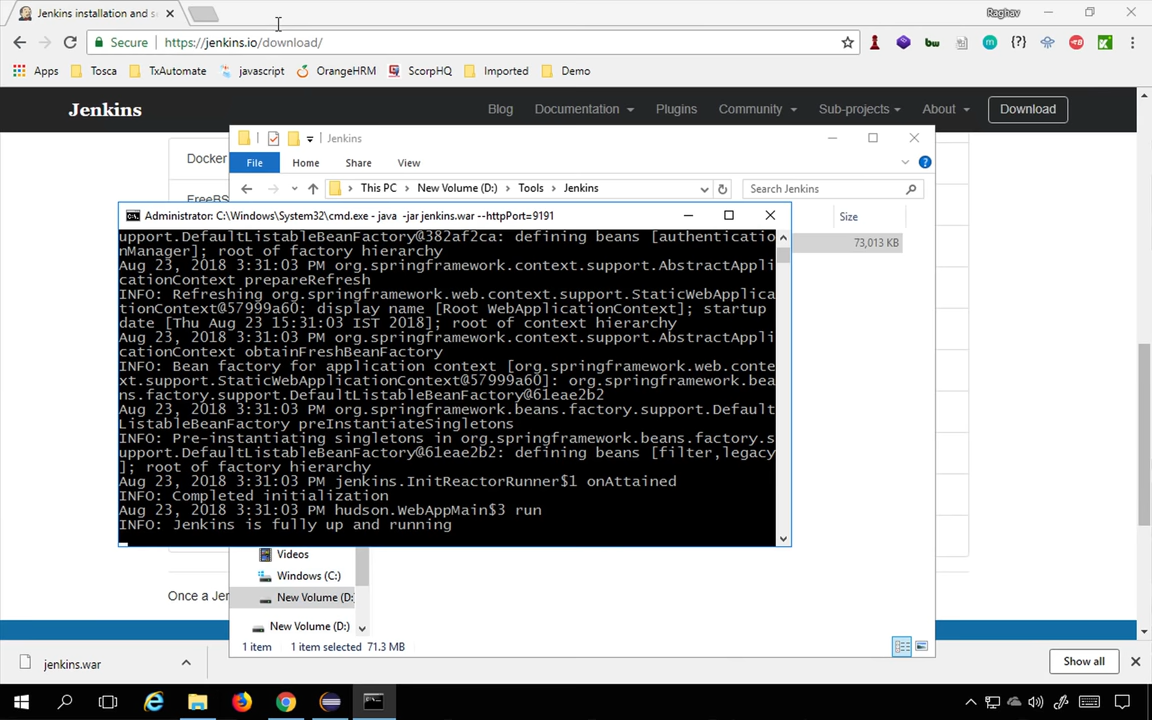 Jenkins installation and s
Raghav
Secure
https://jenkins.io/download/
Apps
Tosca
TxAutomate
javascript
OrangeHRM
ScorpHQ
Imported
Demo
Jenkins
Blog
Documentation
Plugins
Community
Sub-projects
About
Download
Docker
FreeBS
Jenkins
File
Home
Share
View
This PC
New Volume (D:)
Tools
Jenkins
Search Jenkins
Size
73,013 KB
Administrator: C:\Windows\System32\cmd.exe - java -jar jenkins.war --httpPort=9191
upport.DefaultListableBeanFactory@382af2ca: defining beans [authenticatio
nManager]; root of factory hierarchy
Aug 23, 2018 3:31:03 PM org.springframework.context.support.AbstractAppli
cationContext prepareRefresh
INFO: Refreshing org.springframework.web.context.support.StaticWebApplica
tionContext@57999a60: display name [Root WebApplicationContext]; startup
date [Thu Aug 23 15:31:03 IST 2018]; root of context hierarchy
Aug 23, 2018 3:31:03 PM org.springframework.context.support.AbstractAppli
cationContext obtainFreshBeanFactory
INFO: Bean factory for application context [org.springframework.web.conte
xt.support.StaticWebApplicationContext@57999a60]: org.springframework.bea
ns.factory.support.DefaultListableBeanFactory@61eae2b2
Aug 23, 2018 3:31:03 PM org.springframework.beans.factory.support.Default
ListableBeanFactory preInstantiateSingletons
INFO: Pre-instantiating singletons in org.springframework.beans.factory.s
upport.DefaultListableBeanFactory@61eae2b2: defining beans [filter,legacy
]; root of factory hierarchy
Aug 23, 2018 3:31:03 PM jenkins.InitReactorRunner$1 onAttained
INFO: Completed initialization
Aug 23, 2018 3:31:03 PM hudson.WebAppMain$3 run
INFO: Jenkins is fully up and running
Videos
Windows (C:)
New Volume (D:
New Volume (D:)
Once a Jer
1 item
1 item selected 71.3 MB
jenkins.war
Show all